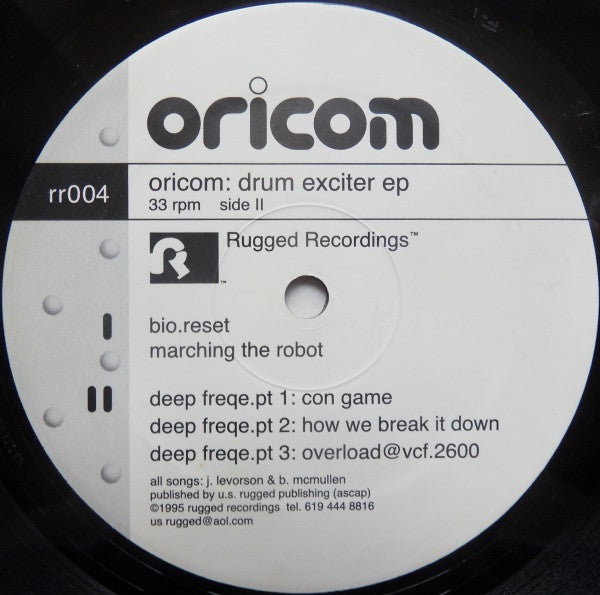 oricom
rr004
oricom: drum exciter ep
33 rpm side II
R Rugged Recordings™
™
I
bio.reset
marching the robot
II
deep freqe.pt 1: con game
deep freqe.pt 2: how we break it down
deep freqe.pt 3: overload@vcf.2600
all songs: j. levorson & b. mcmullen
published by u.s. rugged publishing (ascap)
©1995 rugged recordings tel. 619 444 8816
us rugged@aol.com